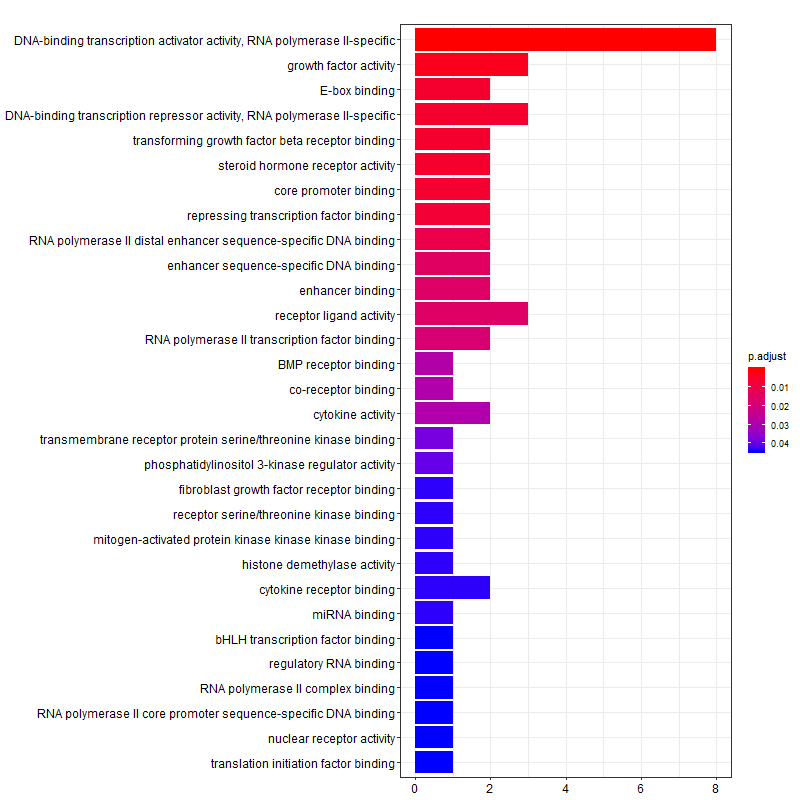 DNA-binding transcription activator activity, RNA polymerase II-specific
growth factor activity
E-box binding
DNA-binding transcription repressor activity, RNA polymerase II-specific
transforming growth factor beta receptor binding
steroid hormone receptor activity
core promoter binding
repressing transcription factor binding
RNA polymerase II distal enhancer sequence-specific DNA binding
enhancer sequence-specific DNA binding
enhancer binding
receptor ligand activity
RNA polymerase II transcription factor binding
BMP receptor binding
co-receptor binding
cytokine activity
transmembrane receptor protein serine/threonine kinase binding
phosphatidylinositol 3-kinase regulator activity
fibroblast growth factor receptor binding
receptor serine/threonine kinase binding
mitogen-activated protein kinase kinase kinase binding
histone demethylase activity
cytokine receptor binding
miRNA binding
bHLH transcription factor binding
regulatory RNA binding
RNA polymerase II complex binding
RNA polymerase II core promoter sequence-specific DNA binding
nuclear receptor activity
translation initiation factor binding
0 2 4 6 8
p.adjust
0.01
0.02
0.03
0.04